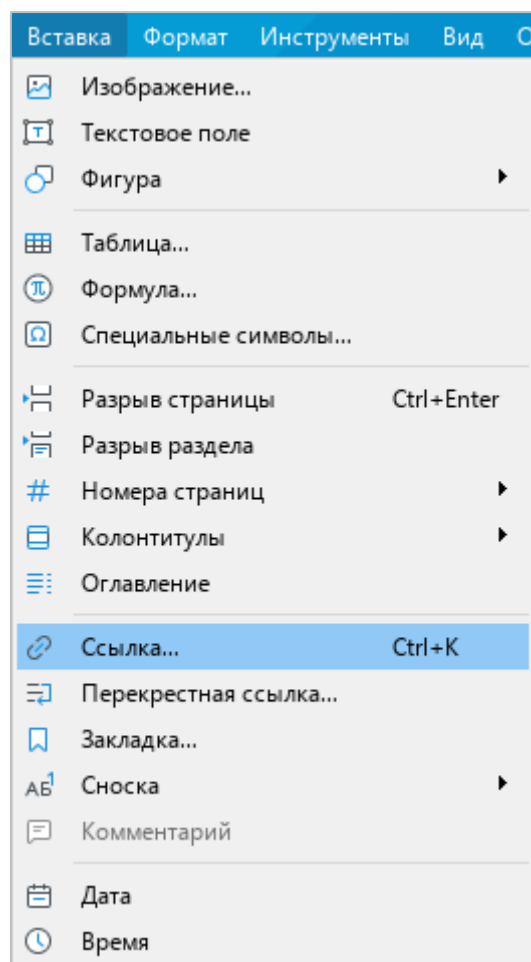 Вставка Формат Инструменты Вид
Изображение...
Текстовое поле
Фигура
Таблица...
Формула...
Специальные символы...
Разрыв страницы Ctrl+Enter
Разрыв раздела
Номера страниц
Колонтитулы
Оглавление
Ссылка... Ctrl+K
Перекрестная ссылка...
Закладка...
Сноска
Комментарий
Дата
Время